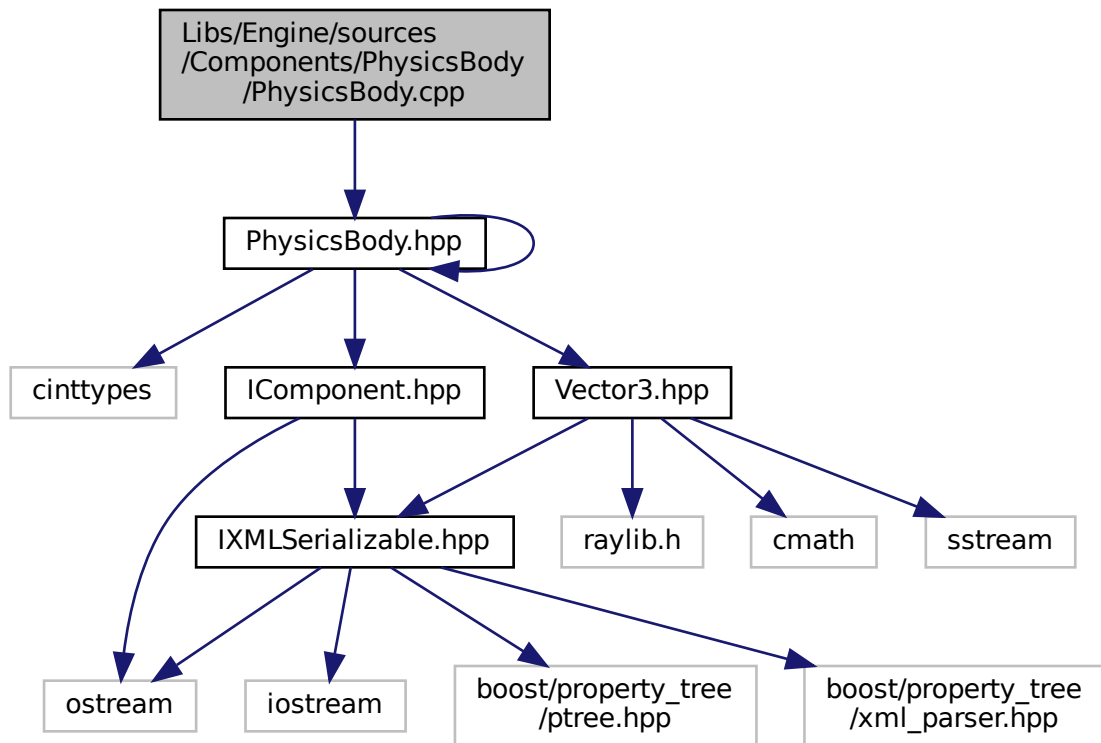 Libs/Engine/sources
/Components/PhysicsBody
/PhysicsBody.cpp
PhysicsBody.hpp
cinttypes
IComponent.hpp
Vector3.hpp
IXMLSerializable.hpp
raylib.h
cmath
sstream
ostream
iostream
boost/property_tree
/ptree.hpp
boost/property_tree
/xml_parser.hpp